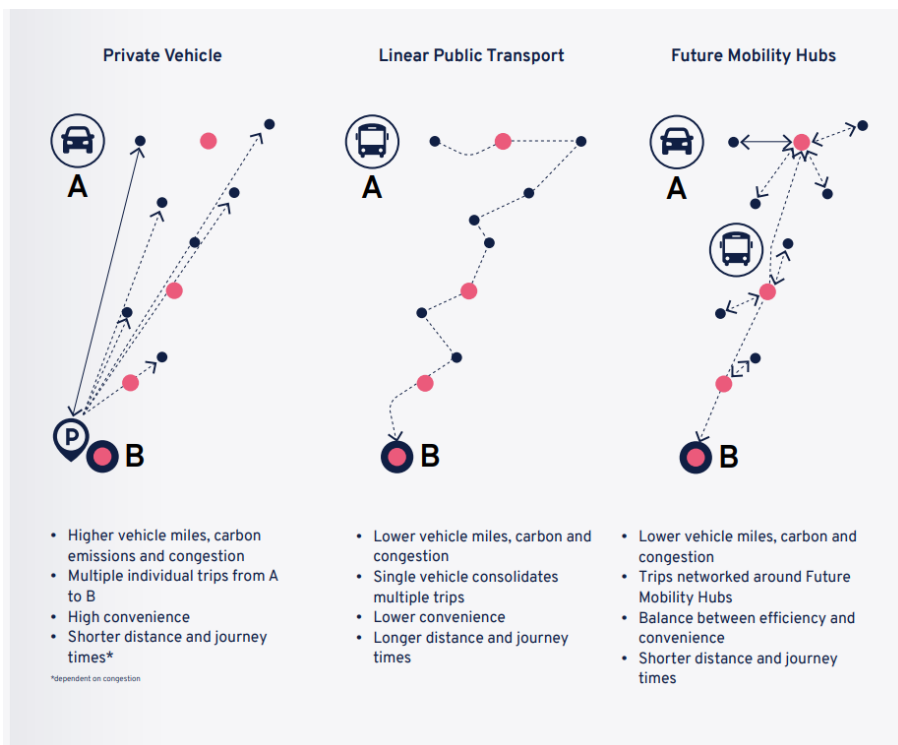 Private Vehicle
A
P
B
• Higher vehicle miles, carbon
emissions and congestion
• Multiple individual trips from A
to B
• High convenience
• Shorter distance and journey
times*
*dependent on congestion
Linear Public Transport
A
B
• Lower vehicle miles, carbon and
congestion
• Single vehicle consolidates
multiple trips
• Lower convenience
• Longer distance and journey
times
Future Mobility Hubs
A
B
• Lower vehicle miles, carbon and
congestion
• Trips networked around Future
Mobility Hubs
• Balance between efficiency and
convenience
• Shorter distance and journey
times